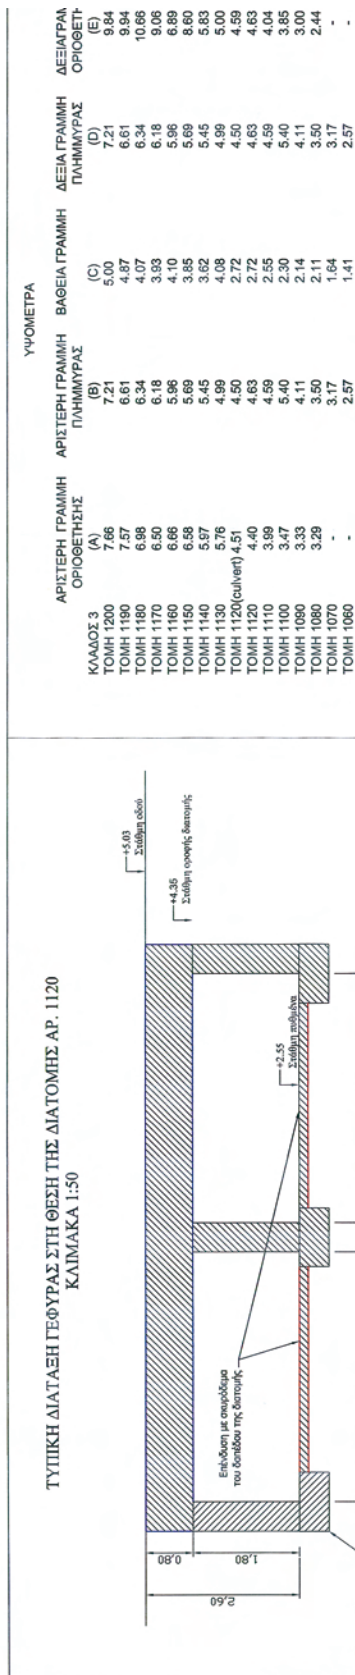 ΤΥΠΙΚΗ ΔΙΑΤΑΞΗ ΓΕΦΥΡΑΣ ΣΤΗ ΘΕΣΗ ΤΗΣ ΔΙΑΤΟΜΗΣ ΑΡ. 1120
ΚΛΙΜΑΚΑ 1:50
+5.03
Στάθμη οδού
+4.35
Στάθμη οροφής διατομής
+2.55
Στάθμη πυθμένα
Επένδυση με σκυρόδεμα
του δαπέδου της διατομής
0,80
1,80
2,60
ΥΨΟΜΕΤΡΑ
ΑΡΙΣΤΕΡΗ ΓΡΑΜΜΗ ΑΡΙΣΤΕΡΗ ΓΡΑΜΜΗ ΒΑΘΕΙΑ ΓΡΑΜΜΗ ΔΕΞΙΑ ΓΡΑΜΜΗ ΔΕΞΙΑ ΓΡΑΜ
ΟΡΙΟΘΕΤΗΣΗΣ ΠΛΗΜΜΥΡΑΣ ΠΛΗΜΜΥΡΑΣ ΟΡΙΟΘΕΤΗ
ΚΛΑΔΟΣ 3 (A) (B) (C) (D) (E)
ΤΟΜΗ 1200 7.66 7.21 5.00 7.21 9.84
ΤΟΜΗ 1190 7.57 6.61 4.87 6.61 9.94
ΤΟΜΗ 1180 6.98 6.34 4.07 6.34 10.66
ΤΟΜΗ 1170 6.50 6.18 3.93 6.18 9.06
ΤΟΜΗ 1160 6.66 5.96 4.10 5.96 6.89
ΤΟΜΗ 1150 6.58 5.69 3.85 5.69 8.60
ΤΟΜΗ 1140 5.97 5.45 3.62 5.45 5.83
ΤΟΜΗ 1130 5.76 4.99 4.08 4.99 5.00
ΤΟΜΗ 1120(culvert) 4.51 4.50 2.72 4.50 4.59
ΤΟΜΗ 1120 4.40 4.63 2.72 4.63 4.63
ΤΟΜΗ 1110 3.99 4.59 2.55 4.59 4.04
ΤΟΜΗ 1100 3.47 5.40 2.30 5.40 3.85
ΤΟΜΗ 1090 3.33 4.11 2.14 4.11 3.00
ΤΟΜΗ 1080 3.29 3.50 2.11 3.50 2.44
ΤΟΜΗ 1070 - 3.17 1.64 3.17 -
ΤΟΜΗ 1060 - 2.57 1.41 2.57 -